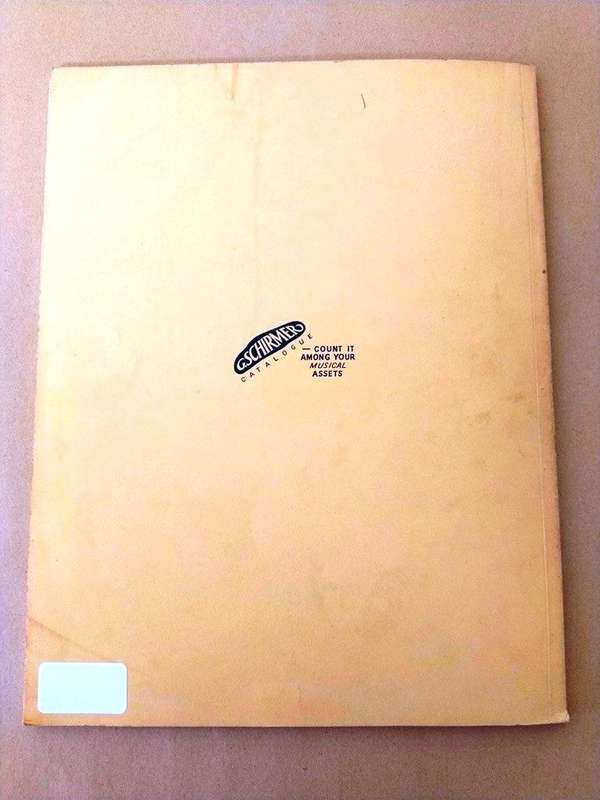 G. SCHIRMER
CATALOGUE
— COUNT IT
AMONG YOUR
MUSICAL
ASSETS